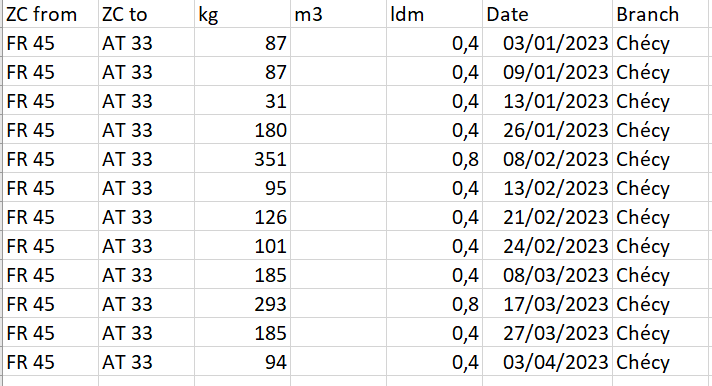 ZC from ZC to kg m3 ldm Date Branch
FR 45 AT 33 87 0,4 03/01/2023 Chécy
FR 45 AT 33 87 0,4 09/01/2023 Chécy
FR 45 AT 33 31 0,4 13/01/2023 Chécy
FR 45 AT 33 180 0,4 26/01/2023 Chécy
FR 45 AT 33 351 0,8 08/02/2023 Chécy
FR 45 AT 33 95 0,4 13/02/2023 Chécy
FR 45 AT 33 126 0,4 21/02/2023 Chécy
FR 45 AT 33 101 0,4 24/02/2023 Chécy
FR 45 AT 33 185 0,4 08/03/2023 Chécy
FR 45 AT 33 293 0,8 17/03/2023 Chécy
FR 45 AT 33 185 0,4 27/03/2023 Chécy
FR 45 AT 33 94 0,4 03/04/2023 Chécy